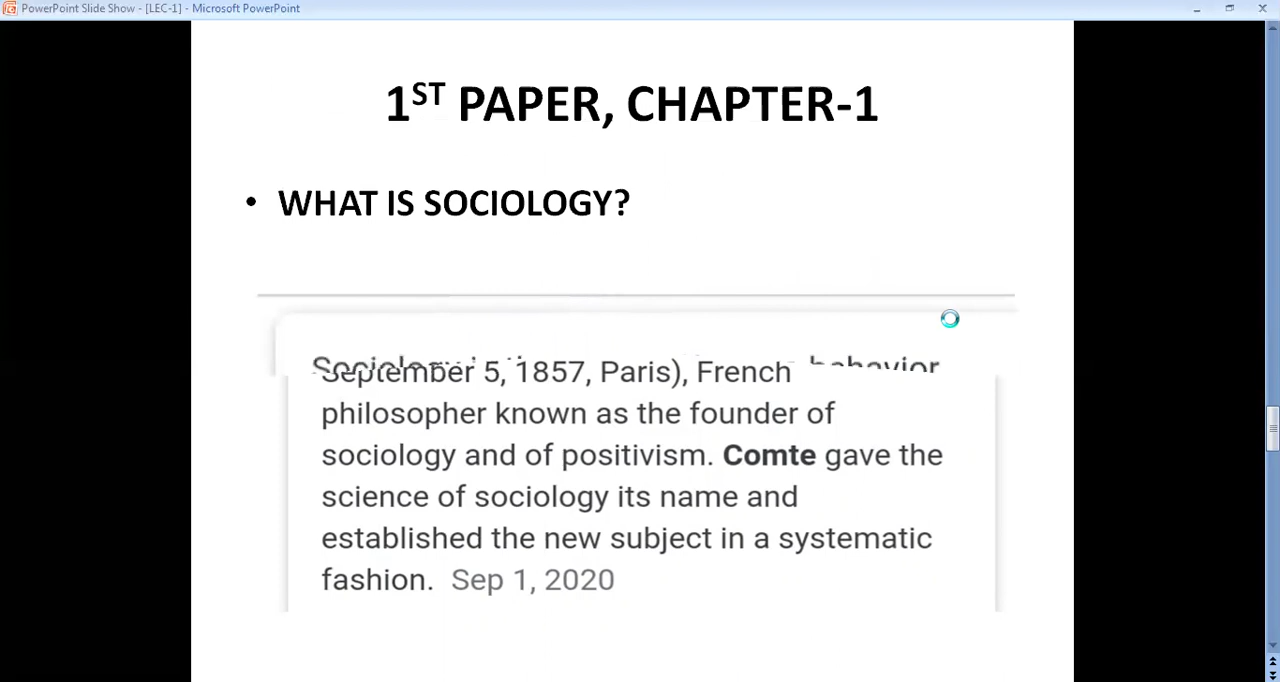 PowerPoint Slide Show - [LEC-1] - Microsoft PowerPoint
1ST PAPER, CHAPTER-1
• WHAT IS SOCIOLOGY?
behavior
September 5, 1857, Paris), French
philosopher known as the founder of
sociology and of positivism. Comte gave the
science of sociology its name and
established the new subject in a systematic
fashion. Sep 1, 2020